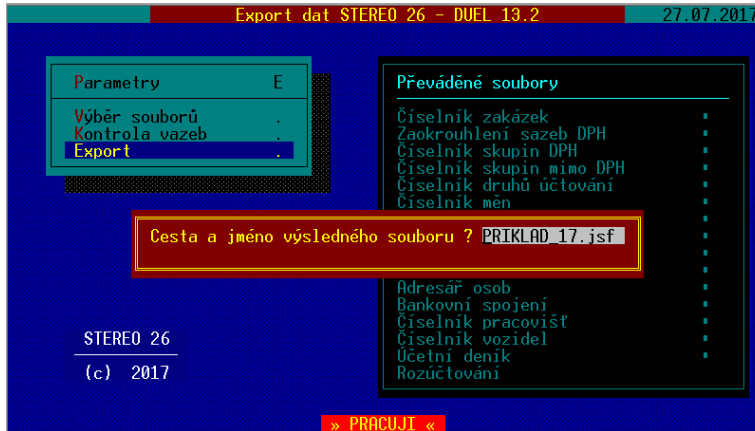 Export dat STEREO 26 - DUEL 13.2 27.07.2017
Parametry E
Výběr souborů .
Kontrola vazeb .
Export .
Převáděné soubory
Číselník zakázek
Zaokrouhlení sazeb DPH
Číselník skupin DPH
Číselník skupin mimo DPH
Číselník druhů účtování
Číselník měn
Cesta a jméno výsledného souboru ? PRIKLAD_17.jsf
Adresář osob
Bankovní spojení
Číselník pracovišť
Číselník vozidel
Účetní deník
Rozúčtování
STEREO 26
(c) 2017
» PRACUJI «